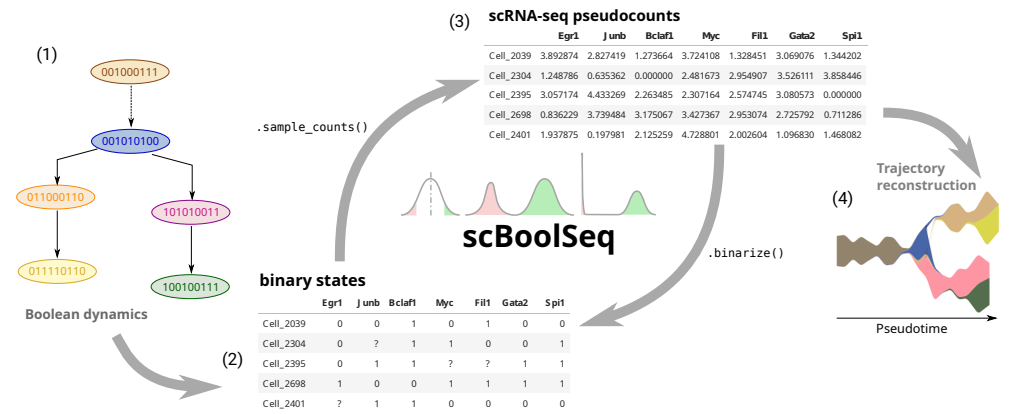 (1)
001000111
001010100
011000110
101010011
011110110
100100111
Boolean dynamics
.sample_counts()
(3)
scRNA-seq pseudocounts
Egr1 Junb Bclaf1 Myc Fil1 Gata2 Spi1
Cell_2039 3.892874 2.827419 1.273664 3.724108 1.328451 3.069076 1.344202
Cell_2304 1.248786 0.635362 0.000000 2.481673 2.954907 3.526111 3.858446
Cell_2395 3.057174 4.433269 2.263485 2.307164 2.574745 3.080573 0.000000
Cell_2698 0.836229 3.739484 3.175067 3.427367 2.953074 2.725792 0.711286
Cell_2401 1.937875 0.197981 2.125259 4.728801 2.002604 1.096830 1.468082
scBoolSeq
.binarize()
(2)
binary states
Egr1 Junb Bclaf1 Myc Fil1 Gata2 Spi1
Cell_2039 0 0 1 0 1 0 0
Cell_2304 0 ? 1 1 0 0 1
Cell_2395 0 1 1 ? ? 1 1
Cell_2698 1 0 0 1 1 1 1
Cell_2401 ? 1 1 0 0 0 0
Trajectory
reconstruction
(4)
Pseudotime